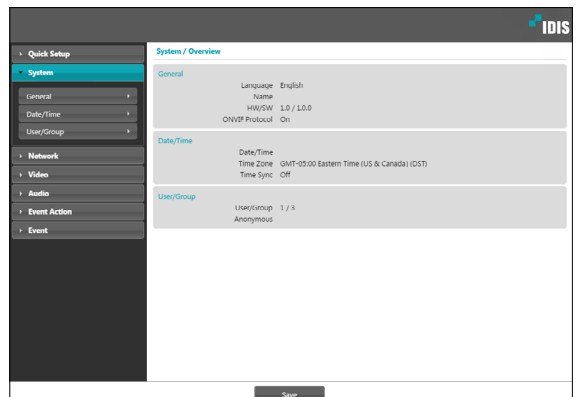 IDIS
Quick Setup
System
General
Date/Time
User/Group
Network
Video
Audio
Event Action
Event
System / Overview
General
Language English
Name
HW/SW 1.0 / 1.0.0
ONVIF Protocol On
Date/Time
Date/Time
Time Zone GMT-05:00 Eastern Time (US & Canada) (DST)
Time Sync Off
User/Group
User/Group 1 / 3
Anonymous
Save